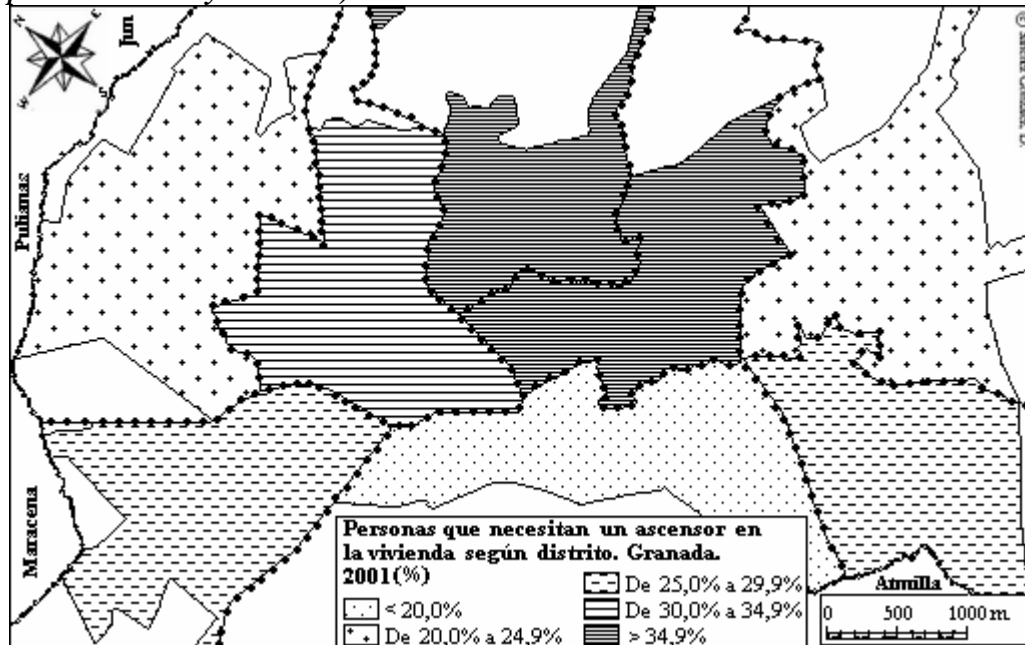 N
E
S
W
Jun
Pulianas
Maracena
Personas que necesitan un ascensor en
la vivienda según distrito. Granada.
2001(%)
< 20,0%
De 20,0% a 24,9%
De 25,0% a 29,9%
De 30,0% a 34,9%
> 34,9%
Armilla
0 500 1000 m